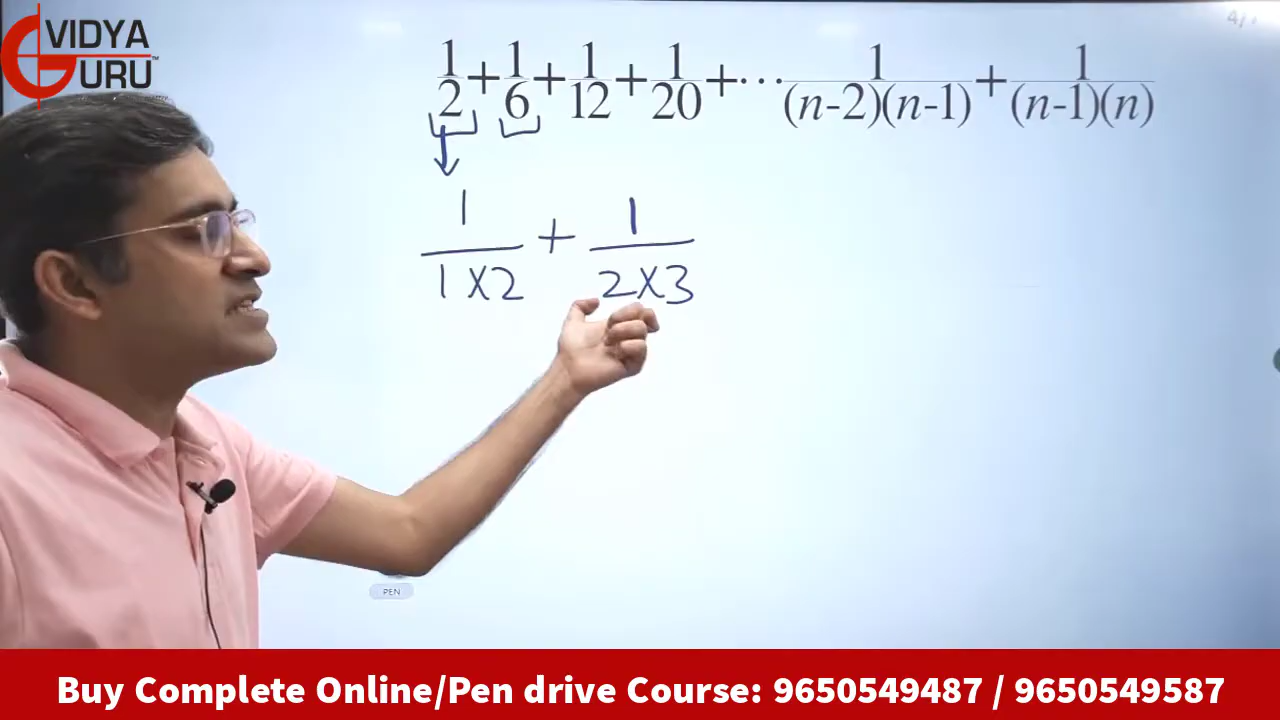 VIDYA
GURU
1/2 + 1/6 + 1/12 + 1/20 + ⋯ 1/((n-2)(n-1)) + 1/((n-1)(n))
1/(1×2) + 1/(2×3)
PEN
Buy Complete Online/Pen drive Course: 9650549487 / 9650549587